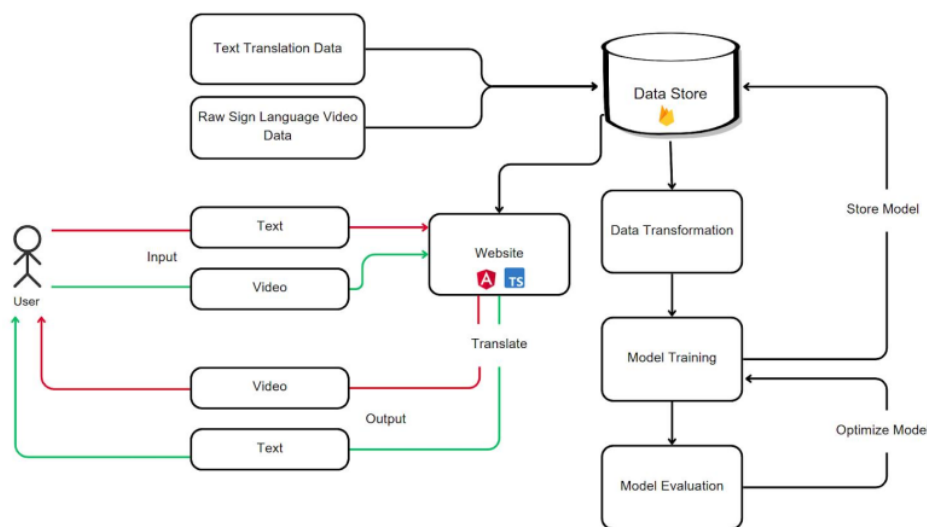 Text Translation Data
Data Store
Raw Sign Language Video
Data
Text
Input
Video
User
Website
TS
Translate
Video
Output
Text
Data Transformation
Store Model
Model Training
Optimize Mode
Model Evaluation